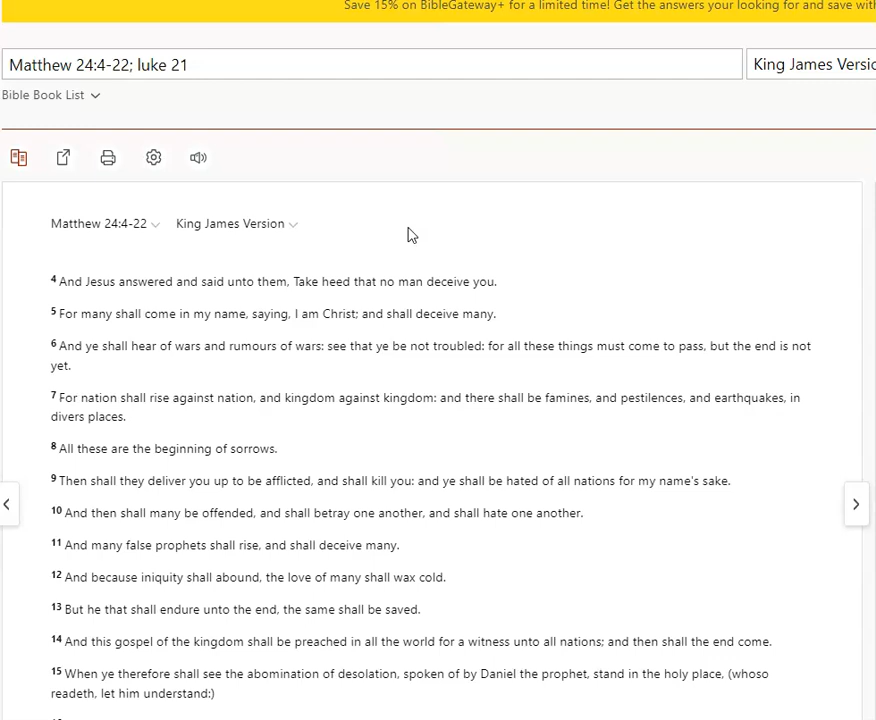 Save 15% on BibleGateway+ for a limited time! Get the answers your looking for and save with
Matthew 24:4-22; luke 21
King James Versio
Bible Book List
Matthew 24:4-22 King James Version
4 And Jesus answered and said unto them, Take heed that no man deceive you.
5 For many shall come in my name, saying, I am Christ; and shall deceive many.
6 And ye shall hear of wars and rumours of wars: see that ye be not troubled: for all these things must come to pass, but the end is not
yet.
7 For nation shall rise against nation, and kingdom against kingdom: and there shall be famines, and pestilences, and earthquakes, in
divers places.
8 All these are the beginning of sorrows.
9 Then shall they deliver you up to be afflicted, and shall kill you: and ye shall be hated of all nations for my name's sake.
10 And then shall many be offended, and shall betray one another, and shall hate one another.
11 And many false prophets shall rise, and shall deceive many.
12 And because iniquity shall abound, the love of many shall wax cold.
13 But he that shall endure unto the end, the same shall be saved.
14 And this gospel of the kingdom shall be preached in all the world for a witness unto all nations; and then shall the end come.
15 When ye therefore shall see the abomination of desolation, spoken of by Daniel the prophet, stand in the holy place, (whoso
readeth, let him understand:)